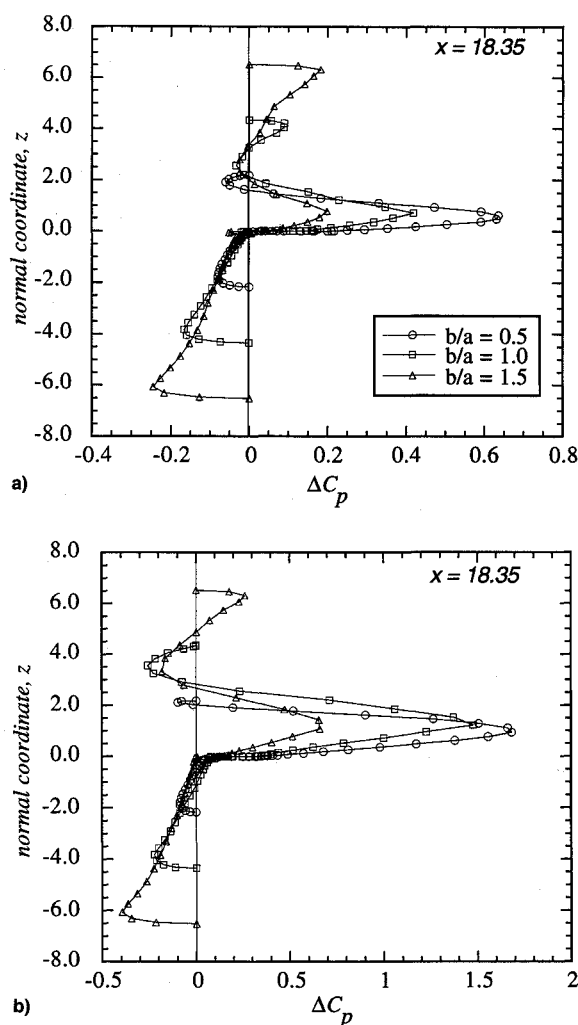 x = 18.35
8.0
6.0
4.0
2.0
0.0
-2.0
-4.0
-6.0
-8.0
normal coordinate, z
b/a = 0.5
b/a = 1.0
b/a = 1.5
-0.4
-0.2
0
0.2
0.4
0.6
0.8
a)
ΔCp
x = 18.35
8.0
6.0
4.0
2.0
0.0
-2.0
-4.0
-6.0
-8.0
normal coordinate, z
-0.5
0
0.5
1
1.5
2
b)
ΔCp